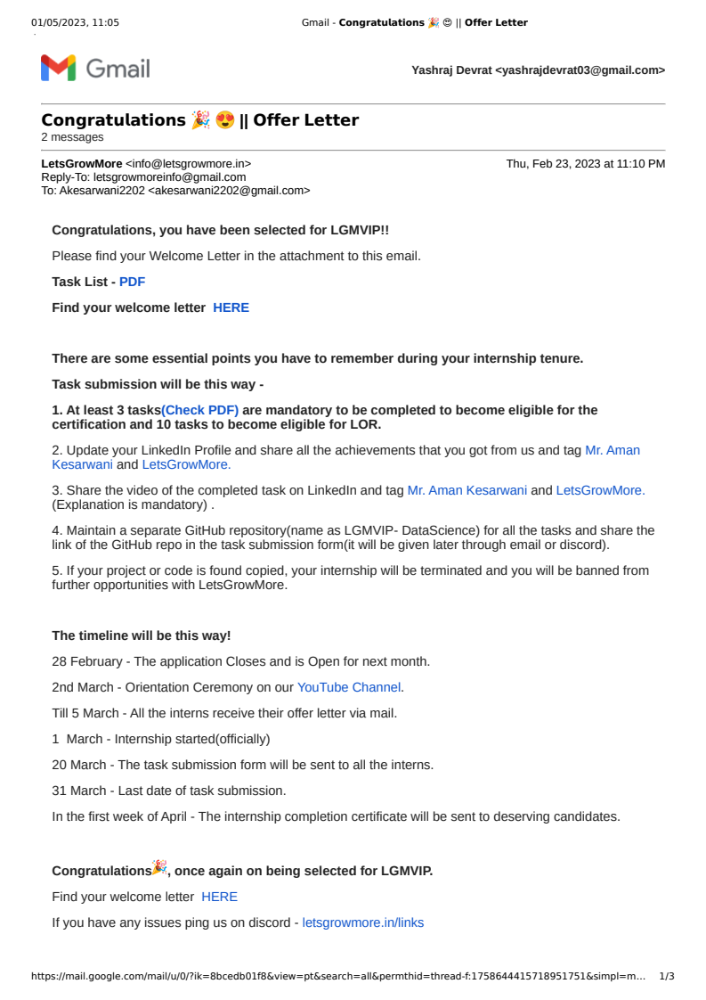 01/05/2023, 11:05
Gmail - Congratulations 🎉 😍 || Offer Letter
Gmail
Yashraj Devrat <yashrajdevrat03@gmail.com>
Congratulations 🎉 😍 || Offer Letter
2 messages
LetsGrowMore <info@letsgrowmore.in>
Thu, Feb 23, 2023 at 11:10 PM
Reply-To: letsgrowmoreinfo@gmail.com
To: Akesarwani2202 <akesarwani2202@gmail.com>
Congratulations, you have been selected for LGMVIP!!
Please find your Welcome Letter in the attachment to this email.
Task List - PDF
Find your welcome letter HERE
There are some essential points you have to remember during your internship tenure.
Task submission will be this way -
1. At least 3 tasks(Check PDF) are mandatory to be completed to become eligible for the
certification and 10 tasks to become eligible for LOR.
2. Update your LinkedIn Profile and share all the achievements that you got from us and tag Mr. Aman
Kesarwani and LetsGrowMore.
3. Share the video of the completed task on LinkedIn and tag Mr. Aman Kesarwani and LetsGrowMore.
(Explanation is mandatory) .
4. Maintain a separate GitHub repository(name as LGMVIP- DataScience) for all the tasks and share the
link of the GitHub repo in the task submission form(it will be given later through email or discord).
5. If your project or code is found copied, your internship will be terminated and you will be banned from
further opportunities with LetsGrowMore.
The timeline will be this way!
28 February - The application Closes and is Open for next month.
2nd March - Orientation Ceremony on our YouTube Channel.
Till 5 March - All the interns receive their offer letter via mail.
1 March - Internship started(officially)
20 March - The task submission form will be sent to all the interns.
31 March - Last date of task submission.
In the first week of April - The internship completion certificate will be sent to deserving candidates.
Congratulations🎉, once again on being selected for LGMVIP.
Find your welcome letter HERE
If you have any issues ping us on discord - letsgrowmore.in/links
https://mail.google.com/mail/u/0/?ik=8bcedb01f8&view=pt&search=all&permthid=thread-f:1758644415718951751&simpl=m… 1/3